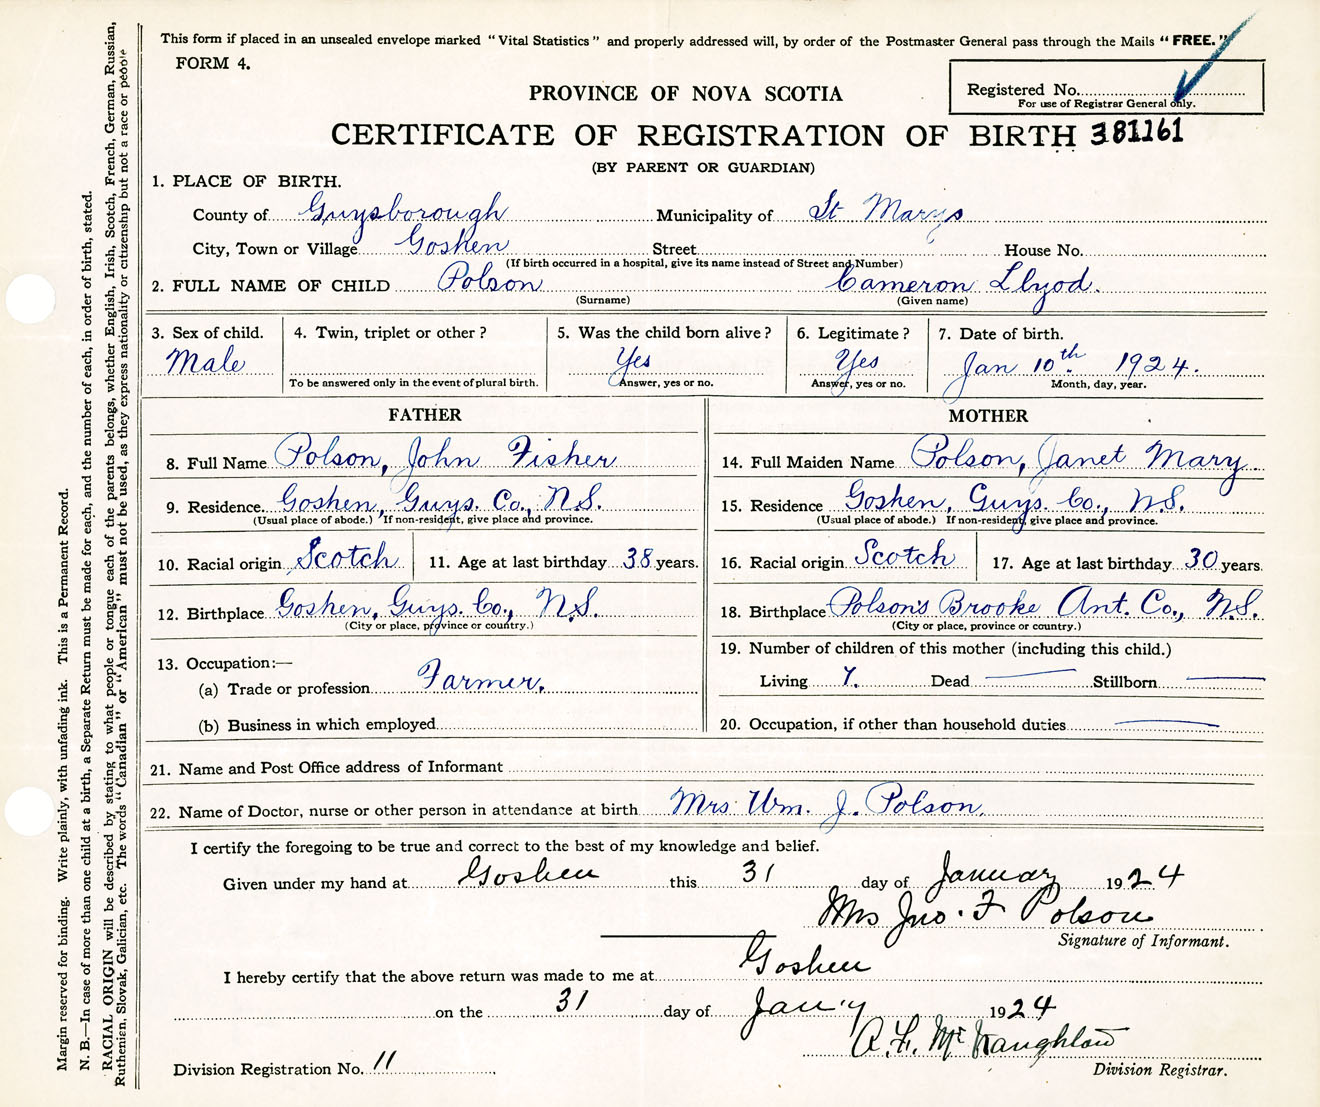 This form if placed in an unsealed envelope marked "Vital Statistics" and properly addressed will, by order of the Postmaster General pass through the Mails "FREE."
FORM 4.
Registered No.
For use of Registrar General only.
PROVINCE OF NOVA SCOTIA
CERTIFICATE OF REGISTRATION OF BIRTH 381161
(BY PARENT OR GUARDIAN)
1. PLACE OF BIRTH.
County of Guysborough Municipality of St Marys
City, Town or Village Goshen Street House No.
(If birth occurred in a hospital, give its name instead of Street and Number)
2. FULL NAME OF CHILD Polson Cameron Llyod.
(Surname) (Given name)
3. Sex of child. 4. Twin, triplet or other? 5. Was the child born alive? 6. Legitimate? 7. Date of birth.
Male Yes Yes Jan 10th 1924.
To be answered only in the event of plural birth. Answer, yes or no. Answer, yes or no. Month, day, year.
FATHER
8. Full Name Polson, John Fisher
9. Residence. Goshen, Guys. Co., N.S.
(Usual place of abode.) If non-resident, give place and province.
10. Racial origin Scotch 11. Age at last birthday 38 years.
12. Birthplace Goshen, Guys. Co., N.S.
(City or place, province or country.)
13. Occupation:—
(a) Trade or profession Farmer.
(b) Business in which employed
MOTHER
14. Full Maiden Name Polson, Janet Mary
15. Residence Goshen, Guys. Co., N.S.
(Usual place of abode.) If non-resident, give place and province.
16. Racial origin Scotch 17. Age at last birthday 30 years.
18. Birthplace Polson's Brooke Ant. Co., N.S.
(City or place, province or country.)
19. Number of children of this mother (including this child.)
Living 7. Dead — Stillborn —
20. Occupation, if other than household duties —
21. Name and Post Office address of Informant
22. Name of Doctor, nurse or other person in attendance at birth Mrs Wm. J. Polson.
I certify the foregoing to be true and correct to the best of my knowledge and belief.
Given under my hand at Goshen this 31 day of January 1924
Mrs Jno. F Polson
Signature of Informant.
I hereby certify that the above return was made to me at Goshen
on the 31 day of Jan'y 1924
Division Registration No. 11
Division Registrar.
Margin reserved for binding. Write plainly, with unfading ink. This is a Permanent Record.
N. B.—In case of more than one child at a birth, a Separate Return must be made for each, and the number of each, in order of birth, stated.
RACIAL ORIGIN will be described by stating to what people or tongue each of the parents belongs, whether English, Irish, Scotch, French, German, Russian,
Ruthenian, Slovak, Galician, etc. The words "Canadian" or "American" must not be used, as they express nationality or citizenship but not a race or people